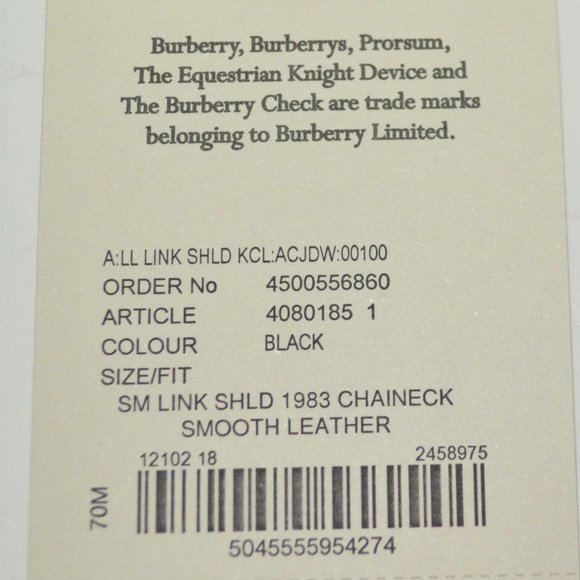 Burberry, Burberrys, Prorsum,
The Equestrian Knight Device and
The Burberry Check are trade marks
belonging to Burberry Limited.
A:LL LINK SHLD KCL:ACJDW:00100
ORDER No 4500556860
ARTICLE 4080185 1
COLOUR BLACK
SIZE/FIT
SM LINK SHLD 1983 CHAINECK
SMOOTH LEATHER
12102 18 2458975
70M
5045555954274